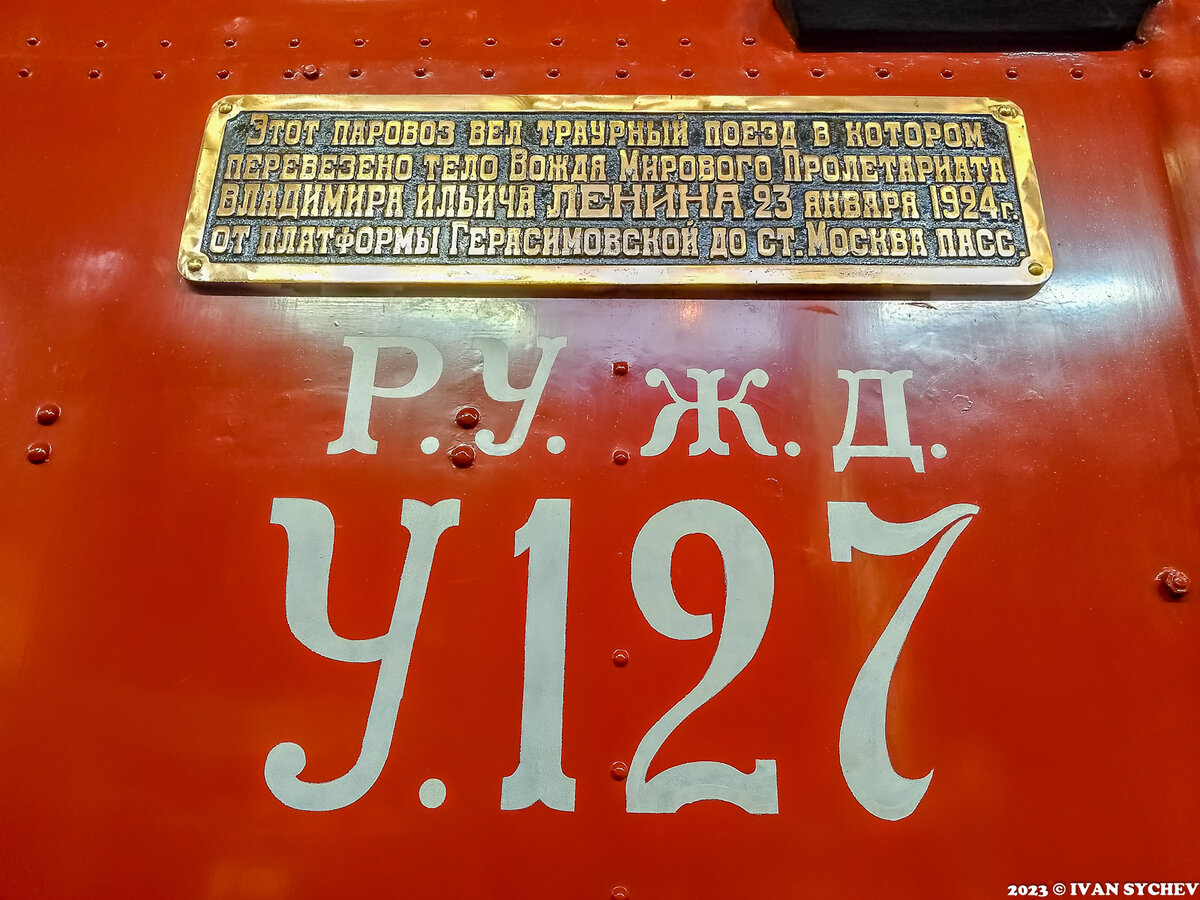 Этот паровоз вел траурный поезд в котором
перевезено тело Вождя Мирового Пролетариата
Владимира Ильича ЛЕНИНА 23 января 1924г.
от платформы Герасимовской до ст. Москва пасс.
Р.У.Ж.Д.
У.127
2023 © IVAN SYCHEV